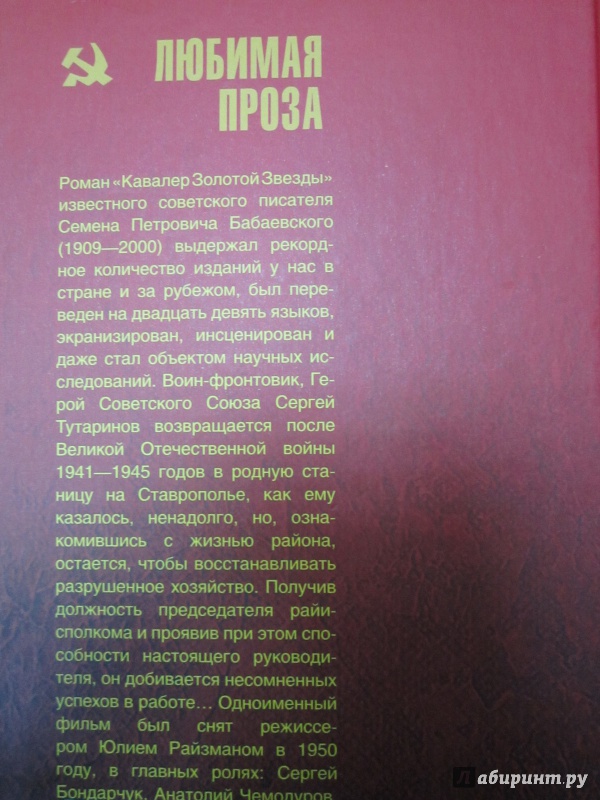 ЛЮБИМАЯ
ПРОЗА
Роман «Кавалер Золотой Звезды»
известного советского писателя
Семена Петровича Бабаевского
(1909—2000) выдержал рекорд-
ное количество изданий у нас в
стране и за рубежом, был пере-
веден на двадцать девять языков,
экранизирован, инсценирован и
даже стал объектом научных ис-
следований. Воин-фронтовик, Ге-
рой Советского Союза Сергей
Тутаринов возвращается после
Великой Отечественной войны
1941—1945 годов в родную ста-
ницу на Ставрополье, как ему
казалось, ненадолго, но, озна-
комившись с жизнью района,
остается, чтобы восстанавливать
разрушенное хозяйство. Получив
должность председателя райи-
сполкома и проявив при этом спо-
собности настоящего руководи-
теля, он добивается несомненных
успехов в работе... Одноименный
фильм был снят режиссе-
ром Юлием Райзманом в 1950
году, в главных ролях: Сергей
Бондарчук, Анатолий Чемодуров,
лабиринт.ру